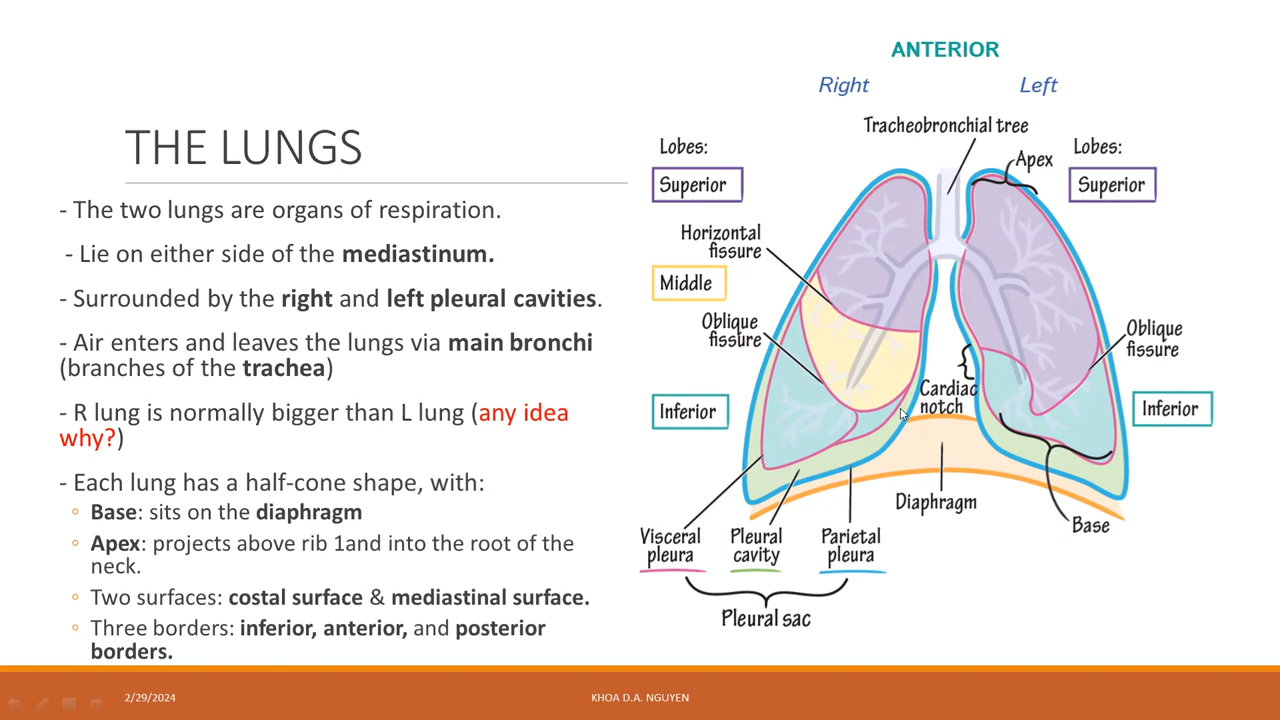 THE LUNGS
- The two lungs are organs of respiration.
- Lie on either side of the mediastinum.
- Surrounded by the right and left pleural cavities.
- Air enters and leaves the lungs via main bronchi
(branches of the trachea)
- R lung is normally bigger than L lung (any idea
why?)
- Each lung has a half-cone shape, with:
◦ Base: sits on the diaphragm
◦ Apex: projects above rib 1and into the root of the
neck.
◦ Two surfaces: costal surface & mediastinal surface.
◦ Three borders: inferior, anterior, and posterior
borders.
ANTERIOR
Right
Left
Tracheobronchial tree
Lobes:
Superior
Apex
Lobes:
Superior
Horizontal
fissure
Middle
Oblique
fissure
Oblique
fissure
Inferior
Cardiac
notch
Inferior
Diaphragm
Base
Visceral
pleura
Pleural
cavity
Parietal
pleura
Pleural sac
2/29/2024
KHOA D.A. NGUYEN